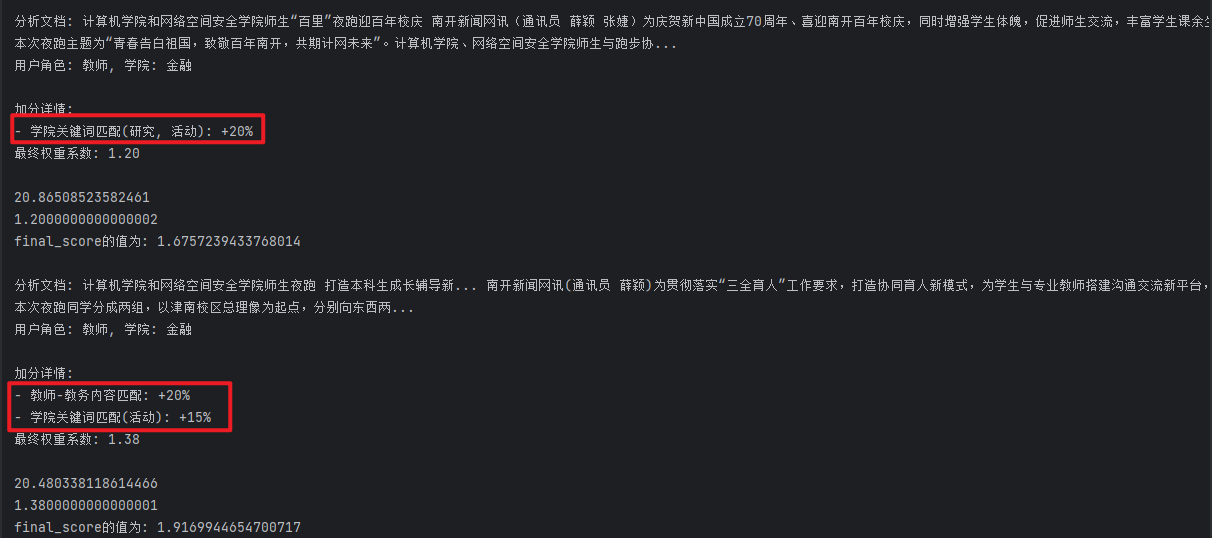 分析文档: 计算机学院和网络空间安全学院师生“百里”夜跑迎百年校庆 南开新闻网讯（通讯员 薛颖 张婕）为庆祝新中国成立70周年、喜迎南开百年校庆，同时增强学生体魄，促进师生交流，丰富学生课余
本次夜跑主题为“青春告白祖国，致敬百年南开，共期计网未来”。计算机学院、网络空间安全学院师生与跑步协...
用户角色: 教师, 学院: 金融
加分详情:
- 学院关键词匹配(研究, 活动): +20%
最终权重系数: 1.20
20.86508523582461
1.2000000000000002
final_score的值为: 1.6757239433768014
分析文档: 计算机学院和网络空间安全学院师生夜跑 打造本科生成长辅导新... 南开新闻网讯(通讯员 薛颖)为贯彻落实“三全育人”工作要求，打造协同育人新模式，为学生与专业教师搭建沟通交流新平台，
本次夜跑同学分成两组，以津南校区总理像为起点，分别向东西两...
用户角色: 教师, 学院: 金融
加分详情:
- 教师-教务内容匹配: +20%
- 学院关键词匹配(活动): +15%
最终权重系数: 1.38
20.480338118614466
1.3800000000000001
final_score的值为: 1.9169944654700717